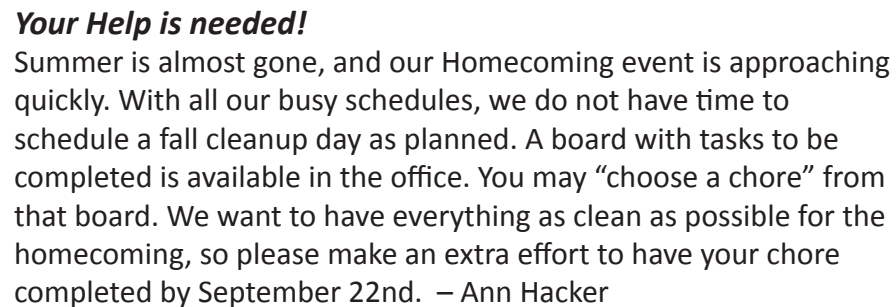 Your Help is needed!
Summer is almost gone, and our Homecoming event is approaching
quickly. With all our busy schedules, we do not have time to
schedule a fall cleanup day as planned. A board with tasks to be
completed is available in the office. You may “choose a chore” from
that board. We want to have everything as clean as possible for the
homecoming, so please make an extra effort to have your chore
completed by September 22nd.  – Ann Hacker